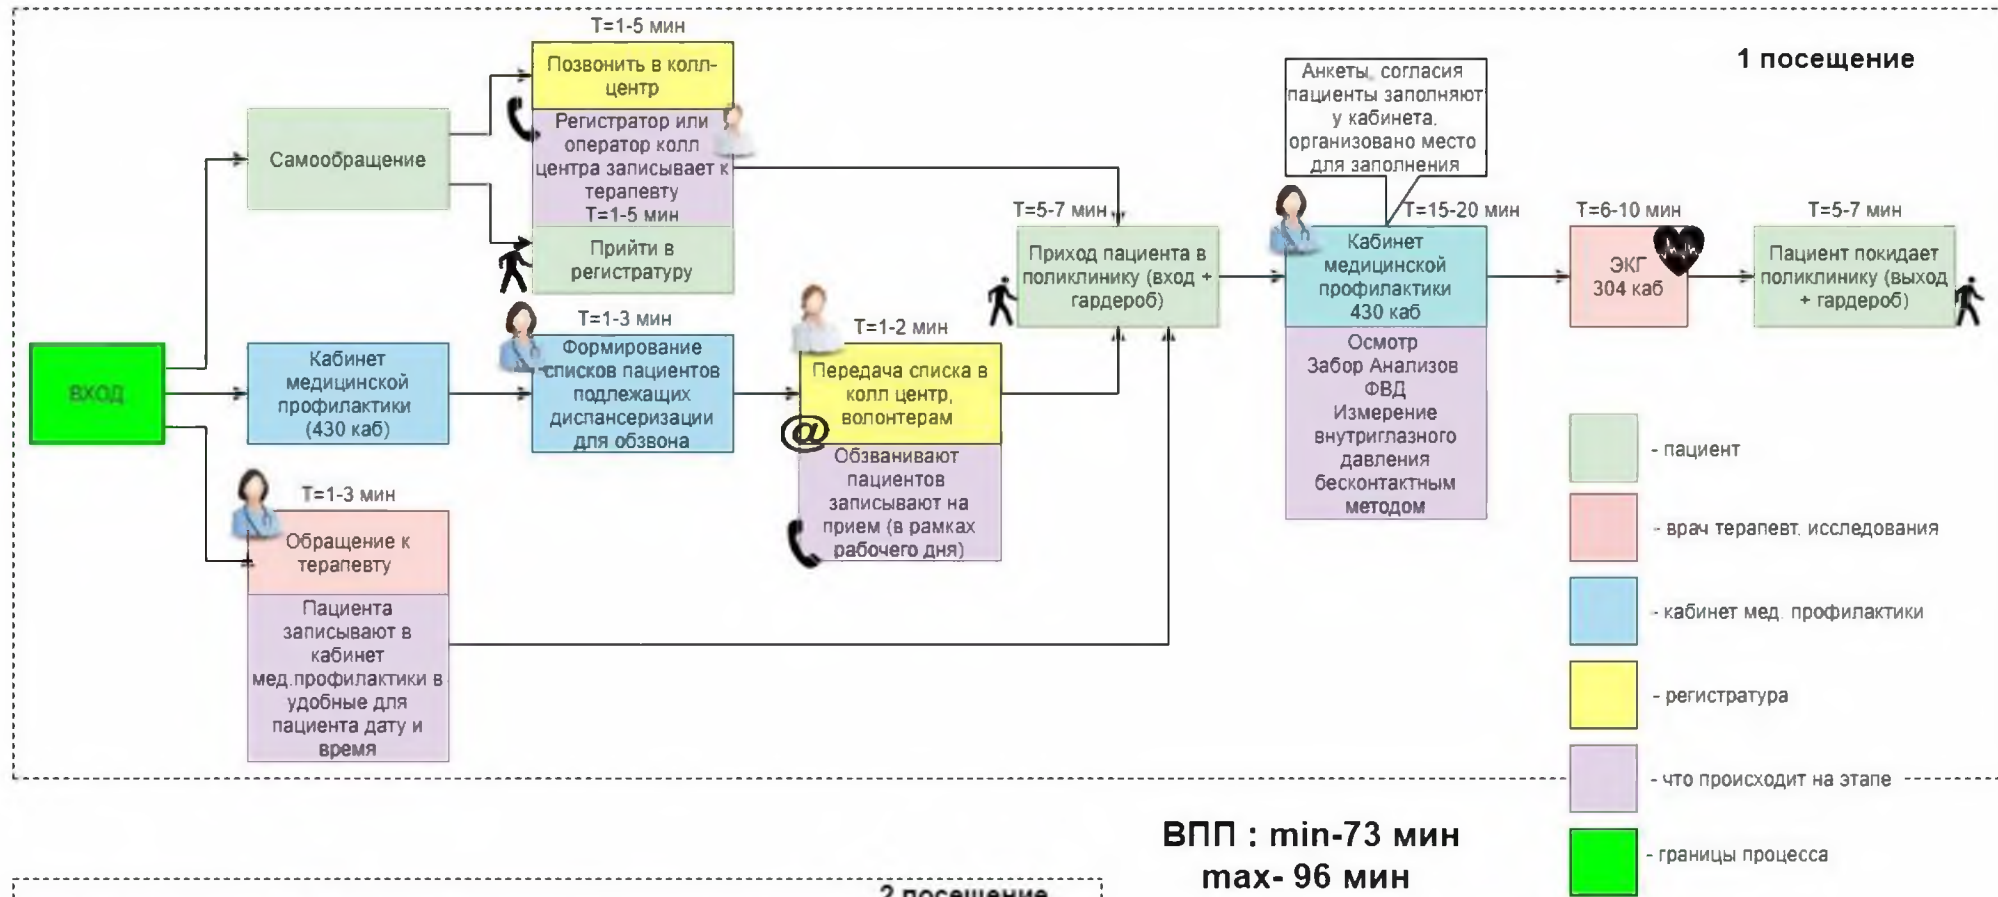 1 посещение
T=1-5 мин
Позвонить в колл-
центр
Регистратор или
оператор колл
центра записывает к
терапевту
T=1-5 мин
Прийти в
регистратуру
Самообращение
ВХОД
Кабинет
медицинской
профилактики
(430 каб)
T=1-3 мин
Формирование
списков пациентов
подлежащих
диспансеризации
для обзвона
T=1-2 мин
Передача списка в
колл центр,
волонтерам
@
Обзванивают
пациентов
записывают на
прием (в рамках
рабочего дня)
T=1-3 мин
Обращение к
терапевту
Пациента
записывают в
кабинет
мед.профилактики в
удобные для
пациента дату и
время
T=5-7 мин
Приход пациента в
поликлинику (вход +
гардероб)
Анкеты, согласия
пациенты заполняют
у кабинета.
организовано место
для заполнения
T=15-20 мин
Кабинет
медицинской
профилактики
430 каб
Осмотр
Забор Анализов
ФВД
Измерение
внутриглазного
давления
бесконтактным
методом
T=6-10 мин
ЭКГ
304 каб
T=5-7 мин
Пациент покидает
поликлинику (выход
+ гардероб)
- пациент
- врач терапевт. исследования
- кабинет мед. профилактики
- регистратура
- что происходит на этапе
- границы процесса
ВПП : min-73 мин
max- 96 мин
2 посещение